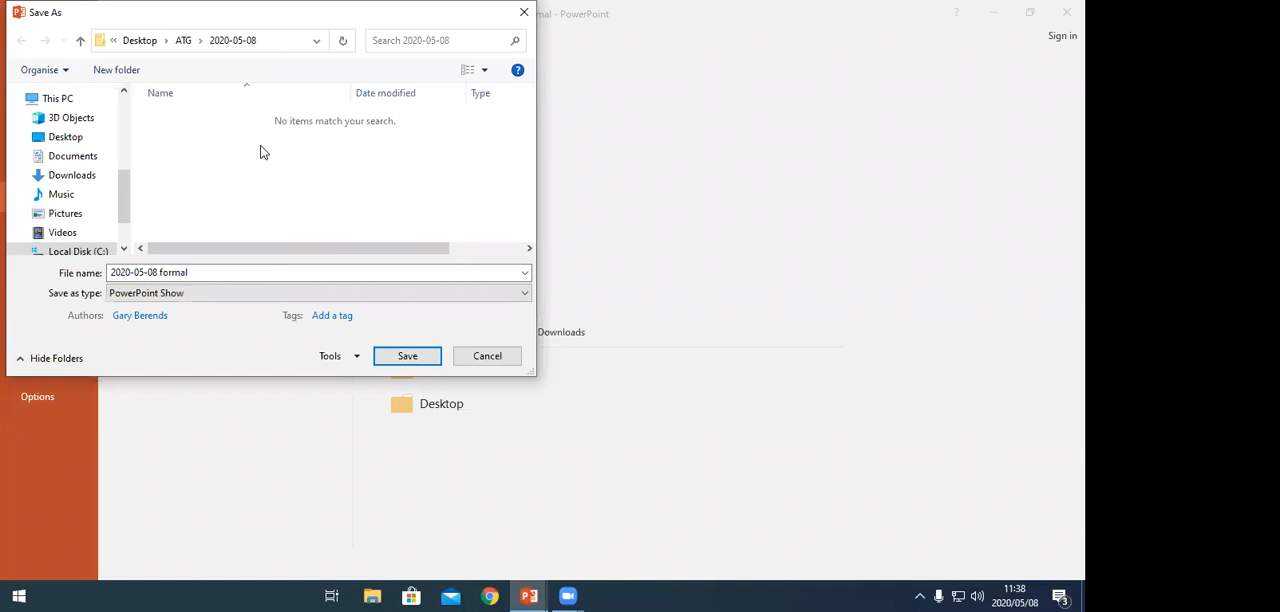 Save As
mal - PowerPoint
Sign in
« Desktop > ATG > 2020-05-08
Search 2020-05-08
Organise
New folder
Name
Date modified
Type
No items match your search.
This PC
3D Objects
Desktop
Documents
Downloads
Music
Pictures
Videos
Local Disk (C:)
File name: 2020-05-08 formal
Save as type: PowerPoint Show
Authors: Gary Berends
Tags: Add a tag
Downloads
Hide Folders
Tools
Save
Cancel
Options
Desktop
11:38
2020/05/08
3